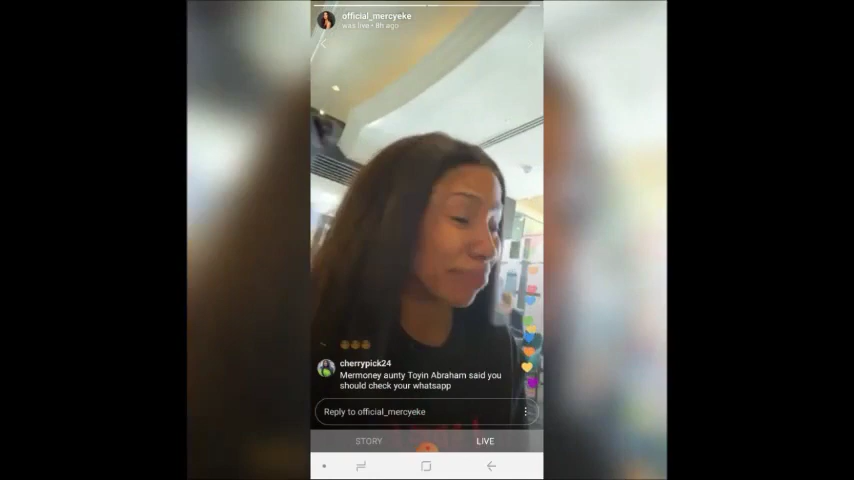 official_mercyeke
was live • 8h ago
cherrypick24
Mermoney aunty Toyin Abraham said you
should check your whatsapp
Reply to official_mercyeke
STORY
LIVE